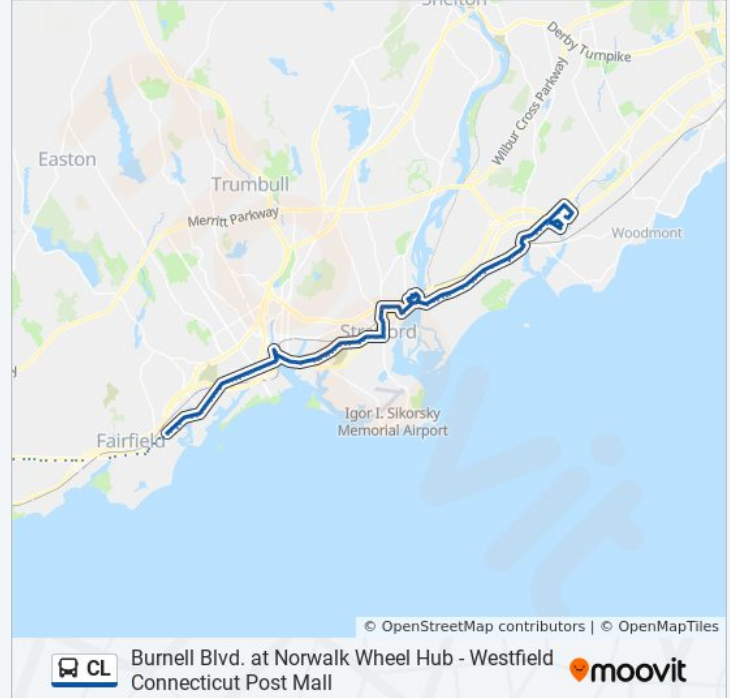 Shelton
Derby Turnpike
Wilbur Cross Parkway
Easton
Trumbull
Merritt Parkway
Woodmont
Stratford
Igor I. Sikorsky
Memorial Airport
Fairfield
© OpenStreetMap contributors | © OpenMapTiles
CL
Burnell Blvd. at Norwalk Wheel Hub - Westfield
Connecticut Post Mall
moovit